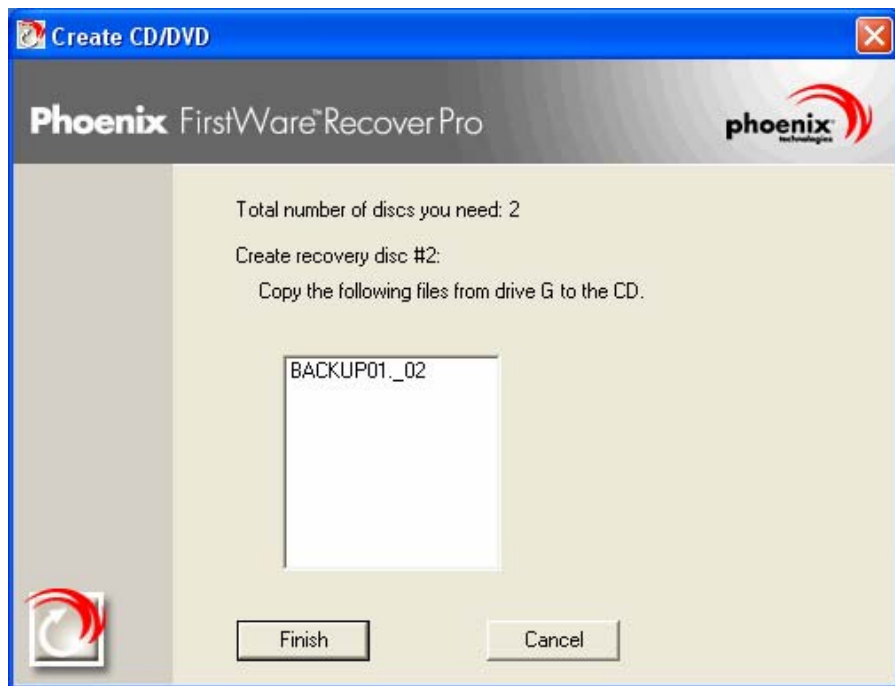 Create CD/DVD
Phoenix FirstWare™ Recover Pro
phoenix
technologies
Total number of discs you need: 2
Create recovery disc #2:
Copy the following files from drive G to the CD.
BACKUP01._02
Finish Cancel